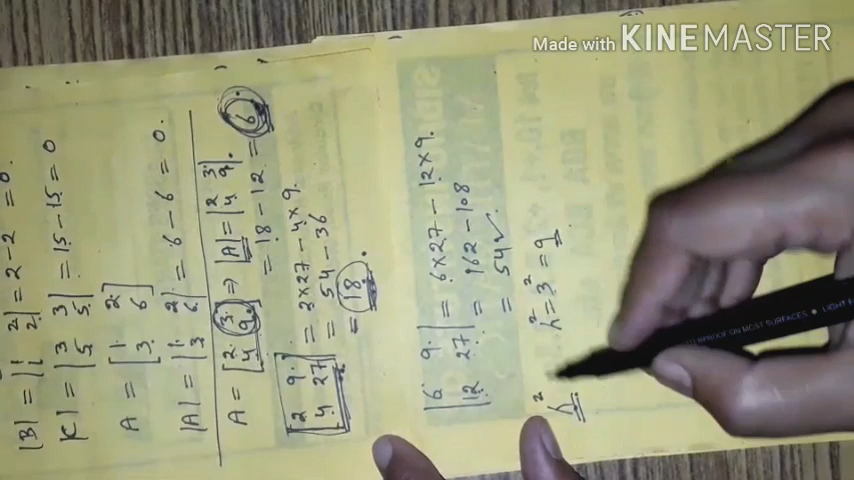 Made with KINEMASTER
|B| = |1 2 2| = 2 - 2 = 0.
|C| = |3 3 5 5| = 15 - 15 = 0
A = [1 2 3 6]
|A| = |1 2 3 6| = 6 - 6 = 0.
A = [2 3 4 9] ⇒ |A| = |2 3 4 9|.
= 18 - 12 = 6.
[2 9 4 27] = 2×27 - 4×9.
= 54 - 36
= 18.
|6 9 12 27| = 6×27 - 12×9.
= 162 - 108
= 54 ✓
λ² λ² = 3² = 9